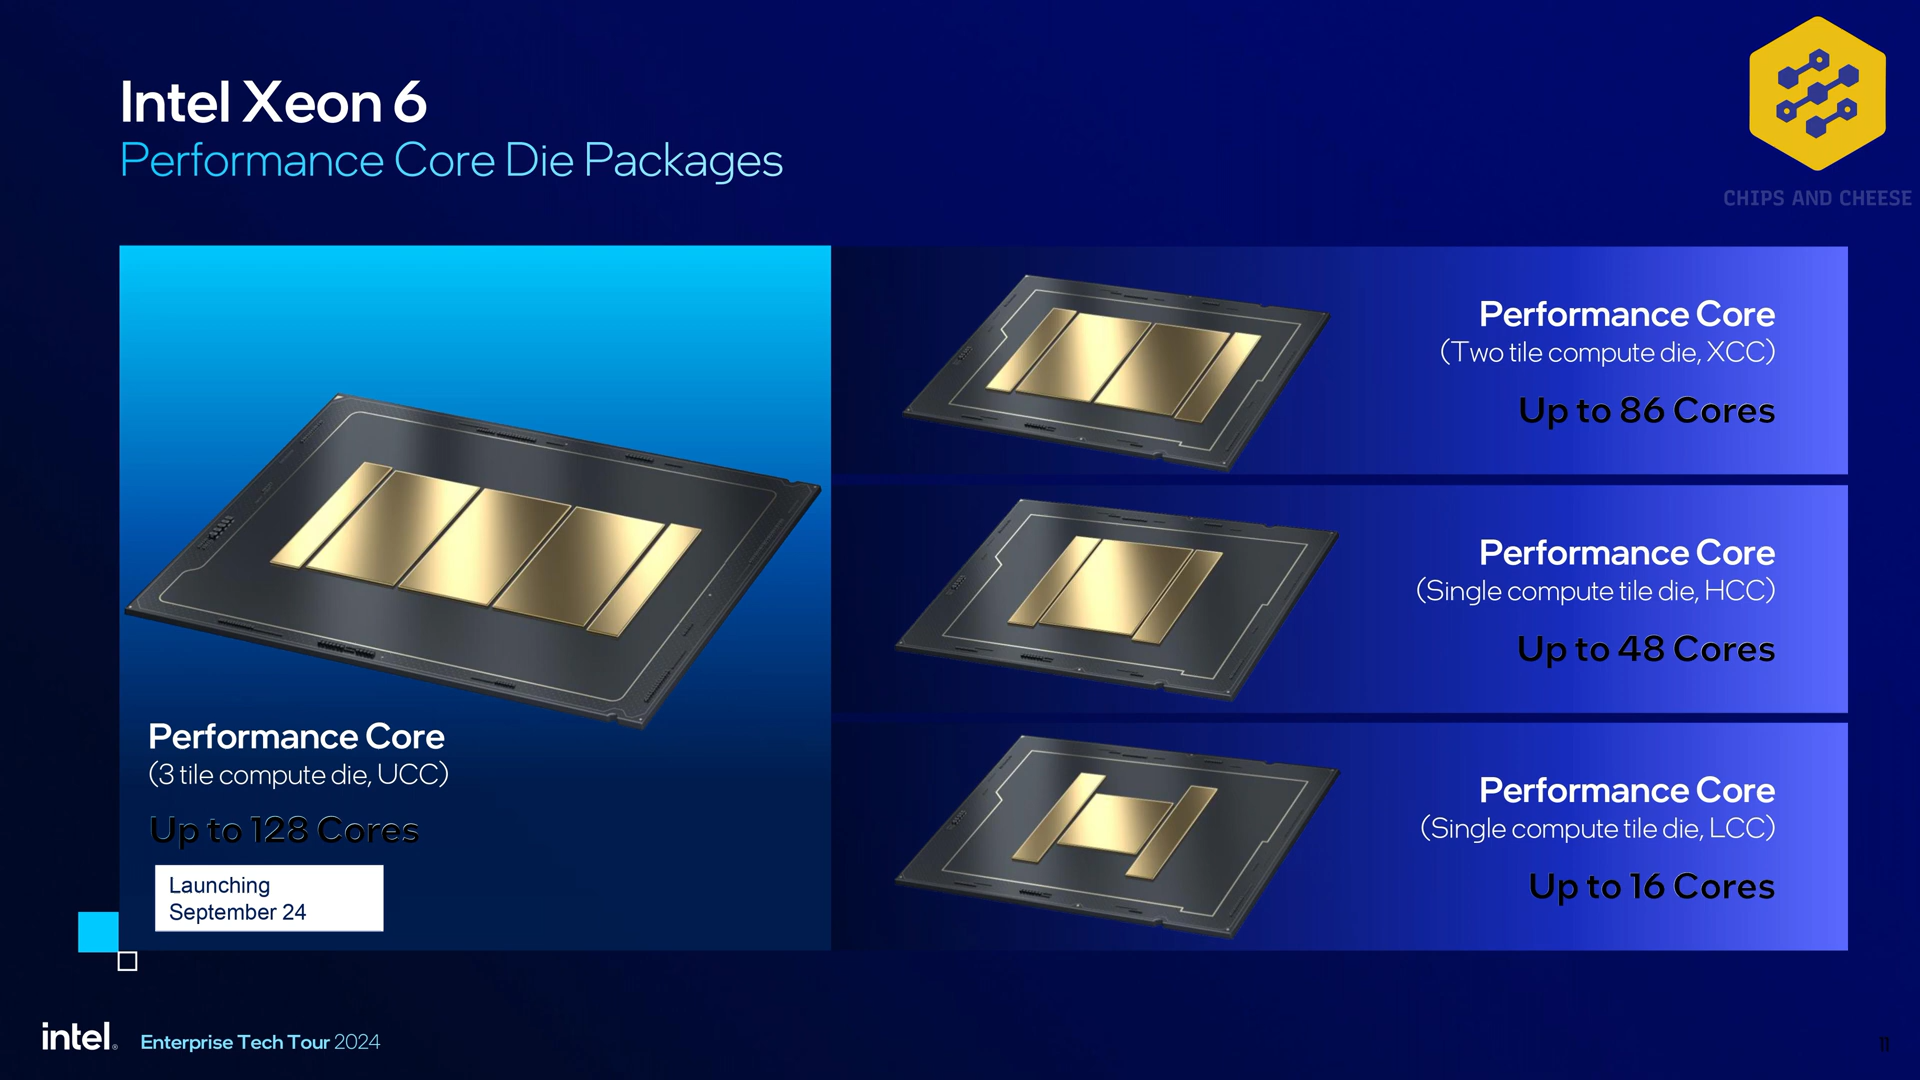 Intel Xeon 6
Performance Core Die Packages
CHIPS AND CHEESE
Performance Core
(3 tile compute die, UCC)
Up to 128 Cores
Launching
September 24
Performance Core
(Two tile compute die, XCC)
Up to 86 Cores
Performance Core
(Single compute tile die, HCC)
Up to 48 Cores
Performance Core
(Single compute tile die, LCC)
Up to 16 Cores
intel® Enterprise Tech Tour 2024
11